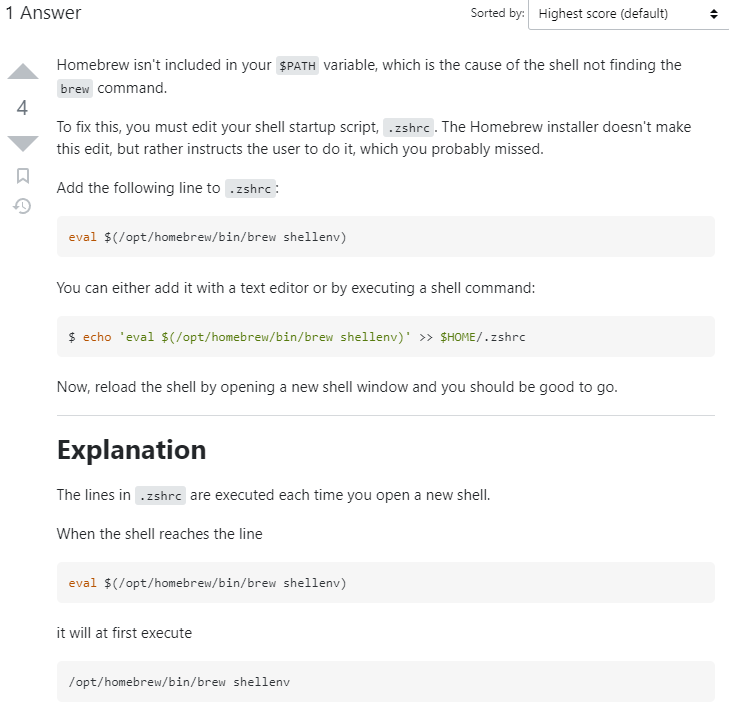 1 Answer
Sorted by: Highest score (default)
Homebrew isn't included in your $PATH variable, which is the cause of the shell not finding the
brew command.
4
To fix this, you must edit your shell startup script, .zshrc. The Homebrew installer doesn't make
this edit, but rather instructs the user to do it, which you probably missed.
Add the following line to .zshrc:
eval $(/opt/homebrew/bin/brew shellenv)
You can either add it with a text editor or by executing a shell command:
$ echo 'eval $(/opt/homebrew/bin/brew shellenv)' >> $HOME/.zshrc
Now, reload the shell by opening a new shell window and you should be good to go.
Explanation
The lines in .zshrc are executed each time you open a new shell.
When the shell reaches the line
eval $(/opt/homebrew/bin/brew shellenv)
it will at first execute
/opt/homebrew/bin/brew shellenv